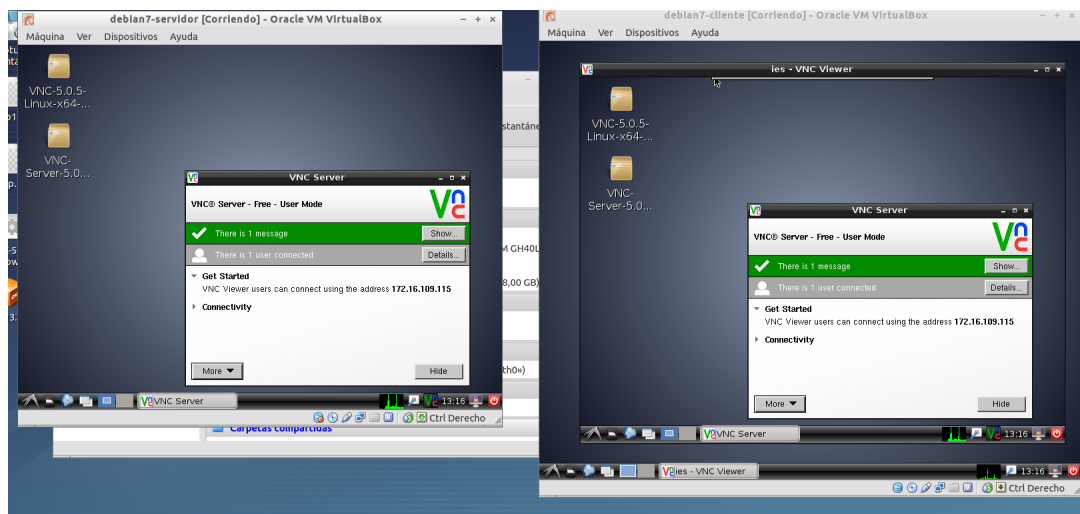 debian7-servidor [Corriendo] - Oracle VM VirtualBox
Máquina Ver Dispositivos Ayuda
VNC-5.0.5-
Linux-x64-...
VNC-
Server-5.0...
VNC Server
VNC® Server - Free - User Mode
There is 1 message
Show...
There is 1 user connected
Details...
Get Started
VNC Viewer users can connect using the address 172.16.109.115
Connectivity
More
Hide
VNC Server
13:16
Ctrl Derecho
Carpetas compartidas
stantáne
M GH40L
8,00 GB)
th0»)
debian7-cliente [Corriendo] - Oracle VM VirtualBox
Máquina Ver Dispositivos Ayuda
ies - VNC Viewer
VNC-5.0.5-
Linux-x64-...
VNC-
Server-5.0...
VNC Server
VNC® Server - Free - User Mode
There is 1 message
Show...
There is 1 user connected
Details...
Get Started
VNC Viewer users can connect using the address 172.16.109.115
Connectivity
More
Hide
VNC Server
13:16
ies - VNC Viewer
13:16
Ctrl Derecho